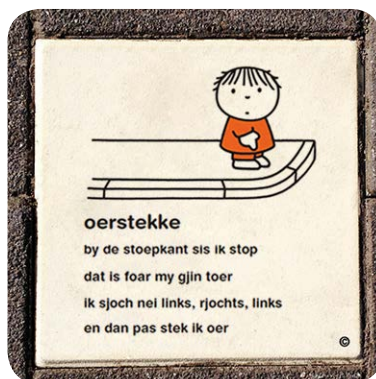 oerstekke
by de stoepkant sis ik stop
dat is foar my gjin toer
ik sjoch nei links, rjochts, links
en dan pas stek ik oer
©